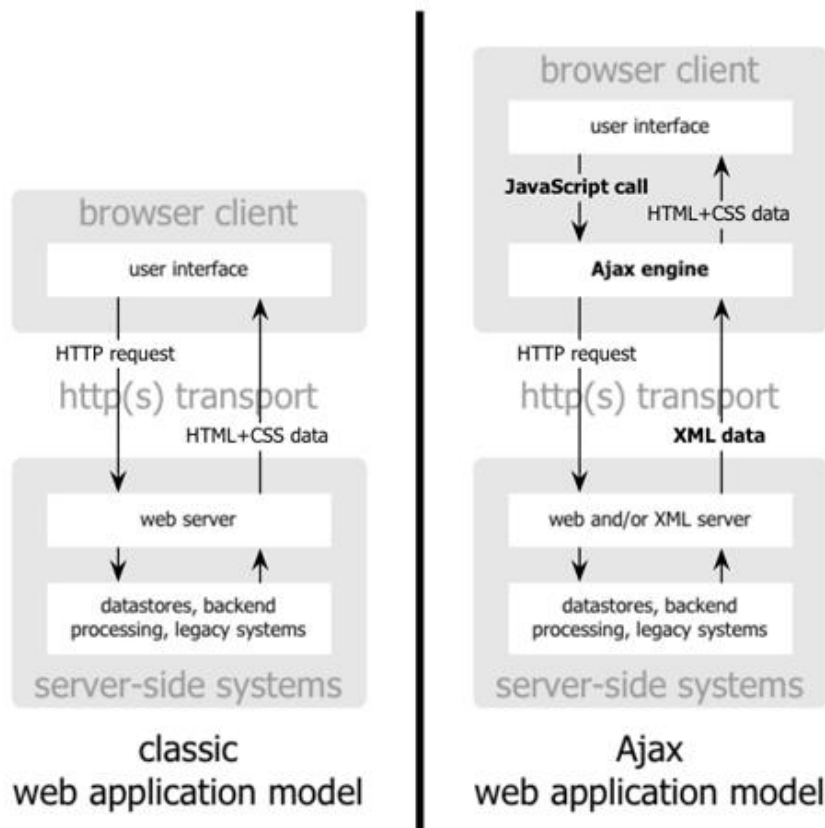 browser client
user interface
HTTP request
http(s) transport
HTML+CSS data
web server
datastores, backend
processing, legacy systems
server-side systems
classic
web application model
browser client
user interface
JavaScript call
HTML+CSS data
Ajax engine
HTTP request
http(s) transport
XML data
web and/or XML server
datastores, backend
processing, legacy systems
server-side systems
Ajax
web application model